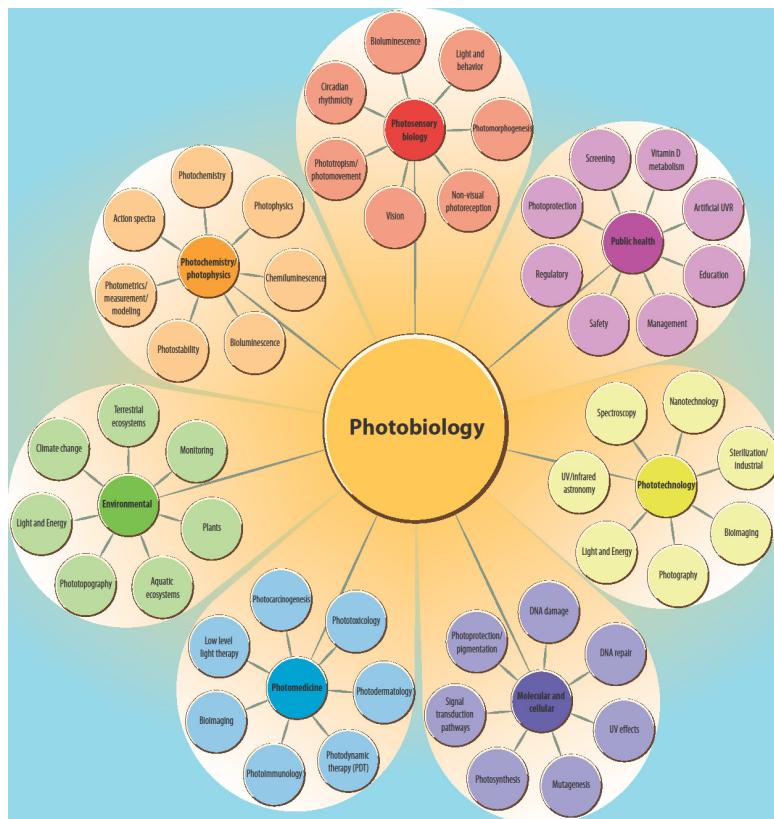 Photobiology
Photosensory
biology
Bioluminescence
Light and
behavior
Photomorphogenesis
Non-visual
photoreception
Vision
Phototropism/
photomovement
Circadian
rhythmicity
Public health
Screening
Vitamin D
metabolism
Artificial UVR
Education
Management
Safety
Regulatory
Photoprotection
Phototechnology
Spectroscopy
Nanotechnology
Sterilization/
Industrial
Bioimaging
Photography
Light and Energy
UV/Infrared
astronomy
Molecular and
cellular
DNA damage
DNA repair
UV effects
Mutagenesis
Photosynthesis
Signal
transduction
pathways
Photoprotection/
pigmentation
Photomedicine
Photocarcinogenesis
Phototoxicology
Photodermatology
Photodynamic
therapy (PDT)
Photoimmunology
Bioimaging
Low level
light therapy
Environmental
Terrestrial
ecosystems
Monitoring
Plants
Aquatic
ecosystems
Phototopography
Light and Energy
Climate change
Photochemistry/
photophysics
Photochemistry
Photophysics
Chemiluminescence
Bioluminescence
Photostability
Photometrics/
measurement/
modeling
Action spectra